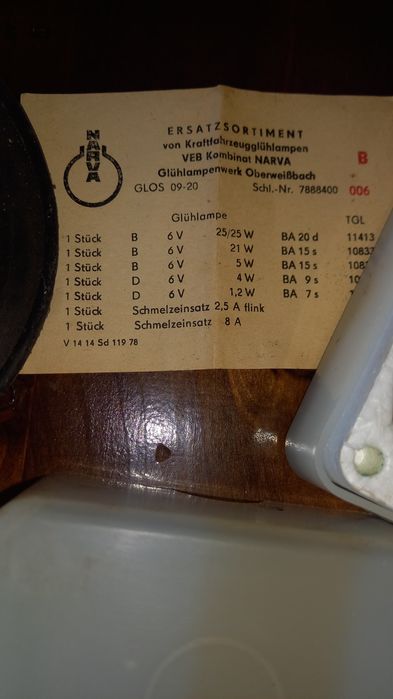 NARVA
ERSATZSORTIMENT
von Kraftfahrzeugglühlampen
VEB Kombinat NARVA B
Glühlampenwerk Oberweißbach
GLOS 09-20 Schl.-Nr. 7888400 006
Glühlampe TGL
1 Stück B 6 V 25/25 W BA 20 d 11413
1 Stück B 6 V 21 W BA 15 s
1 Stück B 6 V 5 W BA 15 s
1 Stück D 6 V 4 W BA 9 s
1 Stück D 6 V 1,2 W BA 7 s
1 Stück Schmelzeinsatz 2,5 A flink
1 Stück Schmelzeinsatz 8 A
V 14 14 Sd 119 78